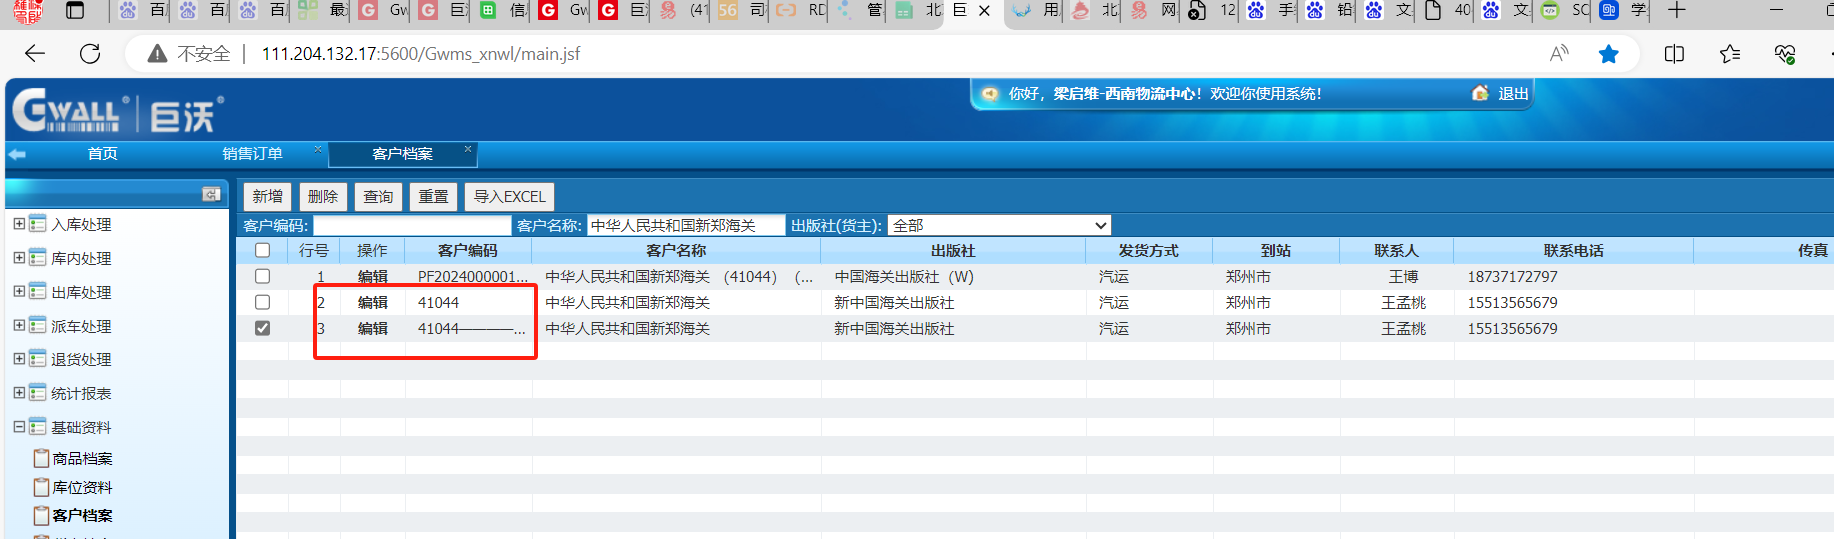 百 百 百 最 Gw 巨 信 Gw 巨 (41 司 RD 管 北 巨 用 北 网 12 手 铅 文 40 文 SC 学
不安全 111.204.132.17:5600/Gwms_xnwl/main.jsf
GWALL 巨沃 你好，梁启维-西南物流中心！欢迎你使用系统！ 退出
首页 销售订单 客户档案
新增 删除 查询 重置 导入EXCEL
客户编码: 客户名称: 中华人民共和国新郑海关 出版社(货主): 全部
行号 操作 客户编码 客户名称 出版社 发货方式 到站 联系人 联系电话 传真
1 编辑 PF2024000001... 中华人民共和国新郑海关 （41044） （... 中国海关出版社（W） 汽运 郑州市 王博 18737172797
2 编辑 41044 中华人民共和国新郑海关 新中国海关出版社 汽运 郑州市 王孟桃 15513565679
3 编辑 41044————... 中华人民共和国新郑海关 新中国海关出版社 汽运 郑州市 王孟桃 15513565679
入库处理
库内处理
出库处理
派车处理
退货处理
统计报表
基础资料
商品档案
库位资料
客户档案